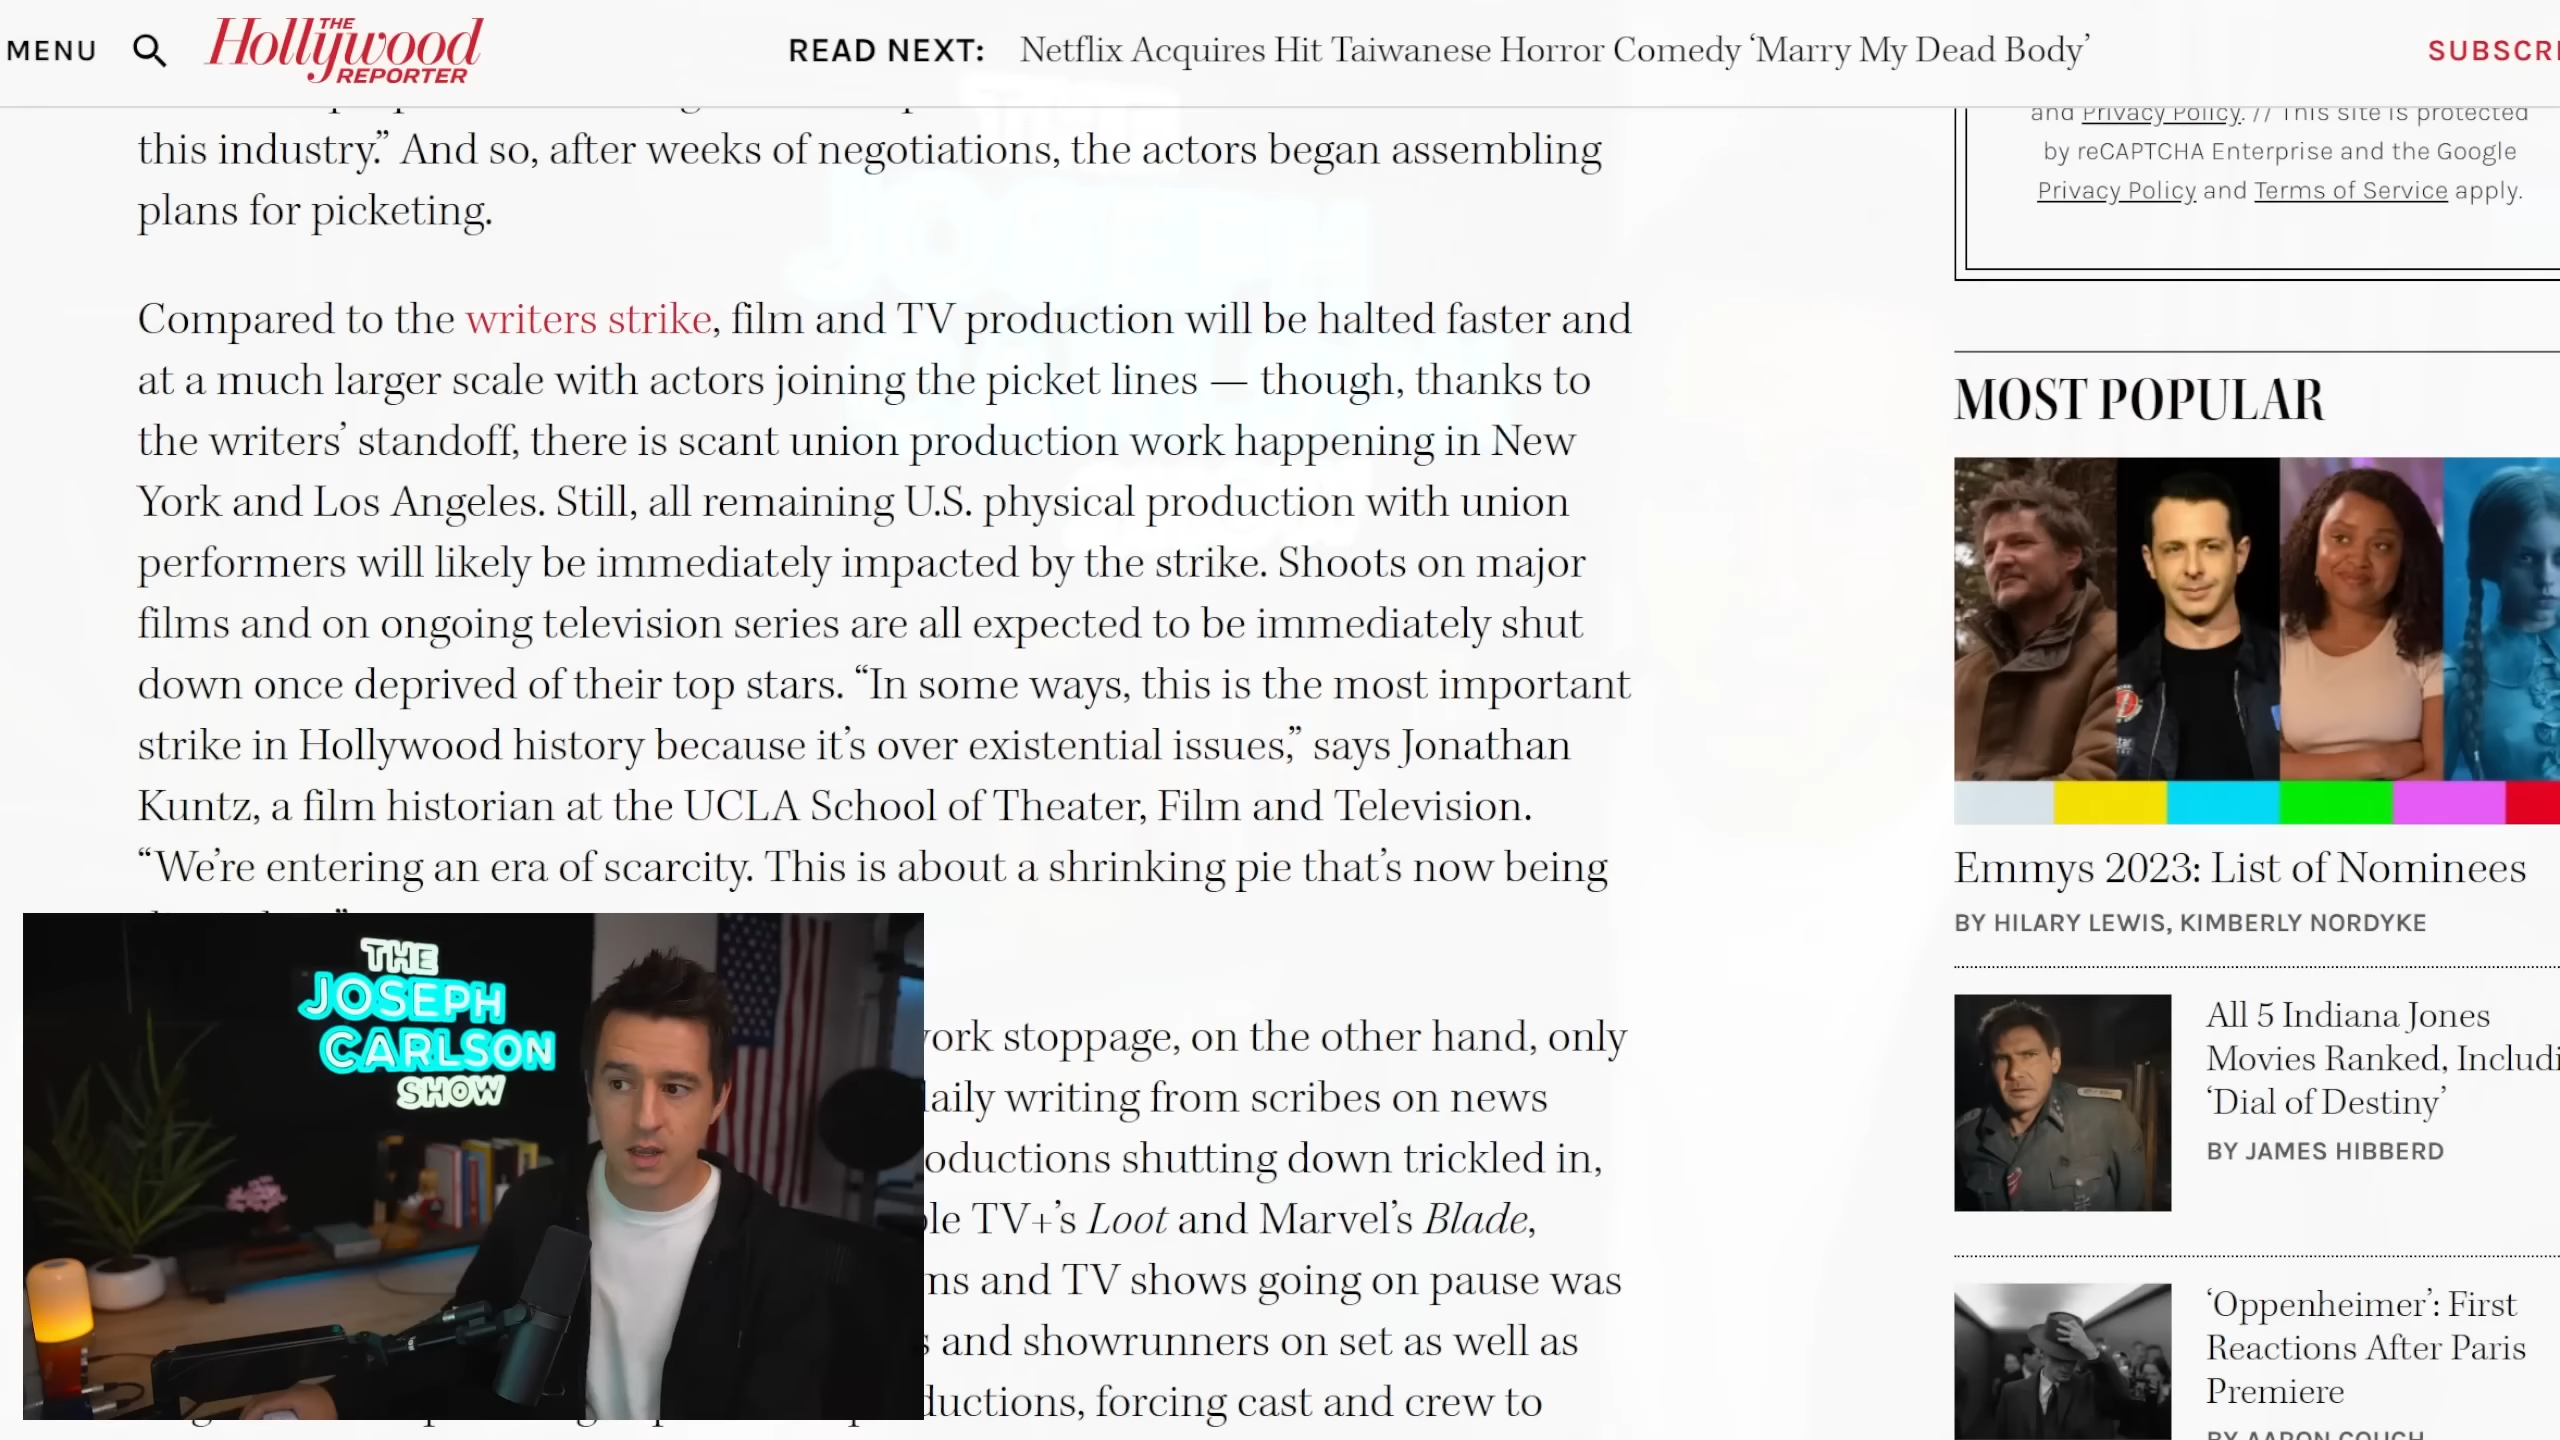 MENU
THE
Hollywood
REPORTER
READ NEXT: Netflix Acquires Hit Taiwanese Horror Comedy ‘Marry My Dead Body’
this industry.” And so, after weeks of negotiations, the actors began assembling
plans for picketing.
Compared to the writers strike, film and TV production will be halted faster and
at a much larger scale with actors joining the picket lines — though, thanks to
the writers’ standoff, there is scant union production work happening in New
York and Los Angeles. Still, all remaining U.S. physical production with union
performers will likely be immediately impacted by the strike. Shoots on major
films and on ongoing television series are all expected to be immediately shut
down once deprived of their top stars. “In some ways, this is the most important
strike in Hollywood history because it’s over existential issues,” says Jonathan
Kuntz, a film historian at the UCLA School of Theater, Film and Television.
“We’re entering an era of scarcity. This is about a shrinking pie that’s now being
THE
JOSEPH
CARLSON
SHOW
stoppage, on the other hand, only
writing from scribes on news
shutting down trickled in,
TV+’s Loot and Marvel’s Blade,
and TV shows going on pause was
and showrunners on set as well as
forcing cast and crew to
and Privacy Policy. // This site is protected
by reCAPTCHA Enterprise and the Google
Privacy Policy and Terms of Service apply.
MOST POPULAR
Emmys 2023: List of Nominees
BY HILARY LEWIS, KIMBERLY NORDYKE
All 5 Indiana Jones
Movies Ranked,
‘Dial of Destiny’
BY JAMES HIBBERD
‘Oppenheimer’: First
Reactions After Paris
Premiere
BY AARON COUCH